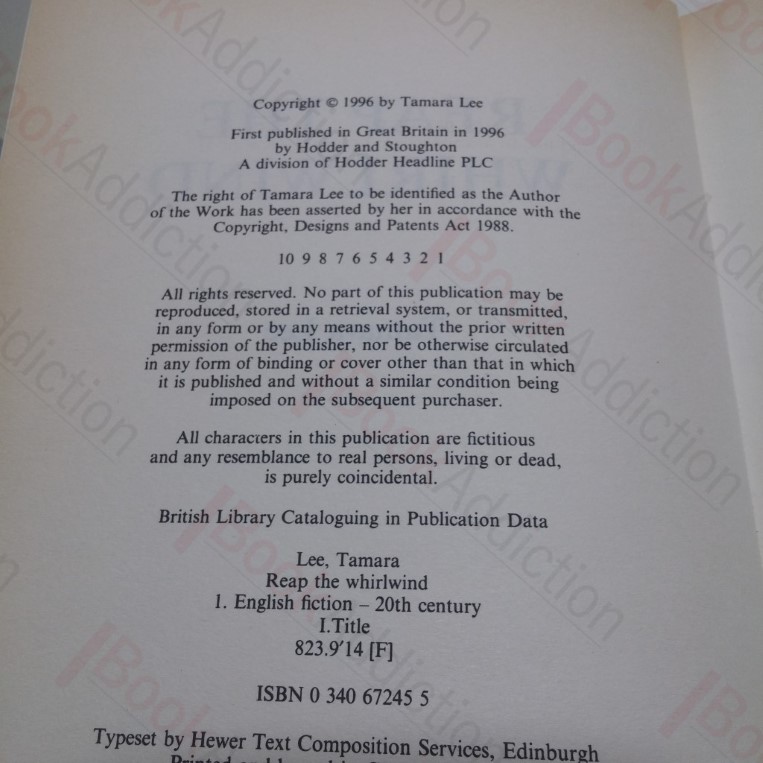 Copyright © 1996 by Tamara Lee
First published in Great Britain in 1996
by Hodder and Stoughton
A division of Hodder Headline PLC
The right of Tamara Lee to be identified as the Author
of the Work has been asserted by her in accordance with the
Copyright, Designs and Patents Act 1988.
10 9 8 7 6 5 4 3 2 1
All rights reserved. No part of this publication may be
reproduced, stored in a retrieval system, or transmitted,
in any form or by any means without the prior written
permission of the publisher, nor be otherwise circulated
in any form of binding or cover other than that in which
it is published and without a similar condition being
imposed on the subsequent purchaser.
All characters in this publication are fictitious
and any resemblance to real persons, living or dead,
is purely coincidental.
British Library Cataloguing in Publication Data
Lee, Tamara
Reap the whirlwind
1. English fiction – 20th century
I.Title
823.9'14 [F]
ISBN 0 340 67245 5
Typeset by Hewer Text Composition Services, Edinburgh
Printed
BookAddiction